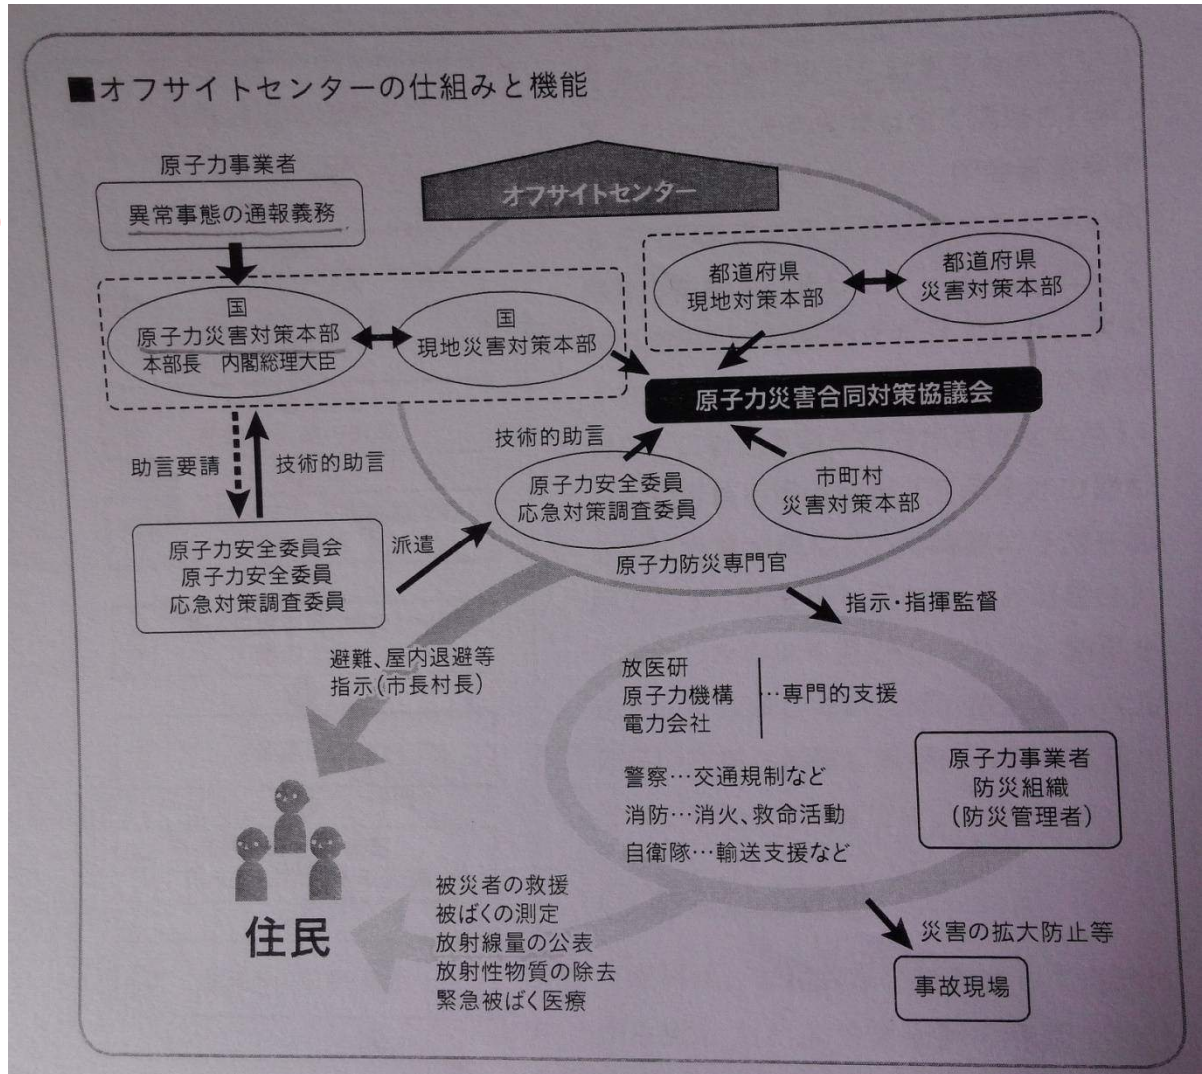 ■オフサイトセンターの仕組みと機能
原子力事業者
異常事態の通報義務
オフサイトセンター
国
原子力災害対策本部
本部長 内閣総理大臣
国
現地災害対策本部
都道府県
現地対策本部
都道府県
災害対策本部
原子力災害合同対策協議会
助言要請
技術的助言
技術的助言
原子力安全委員
応急対策調査委員
市町村
災害対策本部
原子力安全委員会
原子力安全委員
応急対策調査委員
派遣
原子力防災専門官
指示・指揮監督
避難、屋内退避等
指示(市長村長)
放医研
原子力機構
電力会社
…専門的支援
警察…交通規制など
消防…消火、救命活動
自衛隊…輸送支援など
原子力事業者
防災組織
(防災管理者)
住民
被災者の救援
被ばくの測定
放射線量の公表
放射性物質の除去
緊急被ばく医療
災害の拡大防止等
事故現場